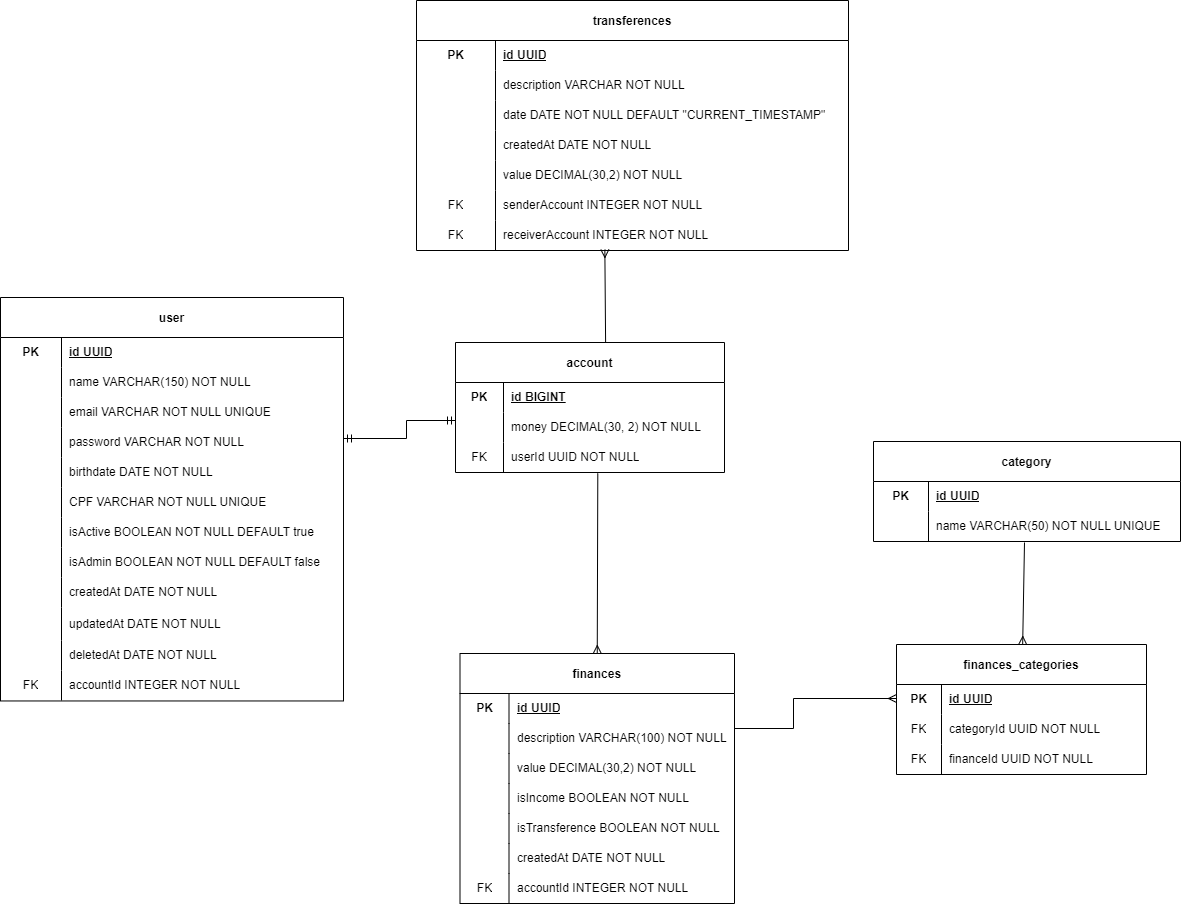 transferences
PK id UUID
description VARCHAR NOT NULL
date DATE NOT NULL DEFAULT "CURRENT_TIMESTAMP"
createdAt DATE NOT NULL
value DECIMAL(30,2) NOT NULL
FK senderAccount INTEGER NOT NULL
FK receiverAccount INTEGER NOT NULL
user
PK id UUID
name VARCHAR(150) NOT NULL
email VARCHAR NOT NULL UNIQUE
password VARCHAR NOT NULL
birthdate DATE NOT NULL
CPF VARCHAR NOT NULL UNIQUE
isActive BOOLEAN NOT NULL DEFAULT true
isAdmin BOOLEAN NOT NULL DEFAULT false
createdAt DATE NOT NULL
updatedAt DATE NOT NULL
deletedAt DATE NOT NULL
FK accountId INTEGER NOT NULL
account
PK id BIGINT
money DECIMAL(30, 2) NOT NULL
FK userId UUID NOT NULL
category
PK id UUID
name VARCHAR(50) NOT NULL UNIQUE
finances
PK id UUID
description VARCHAR(100) NOT NULL
value DECIMAL(30,2) NOT NULL
isIncome BOOLEAN NOT NULL
isTransference BOOLEAN NOT NULL
createdAt DATE NOT NULL
FK accountId INTEGER NOT NULL
finances_categories
PK id UUID
FK categoryId UUID NOT NULL
FK financeId UUID NOT NULL